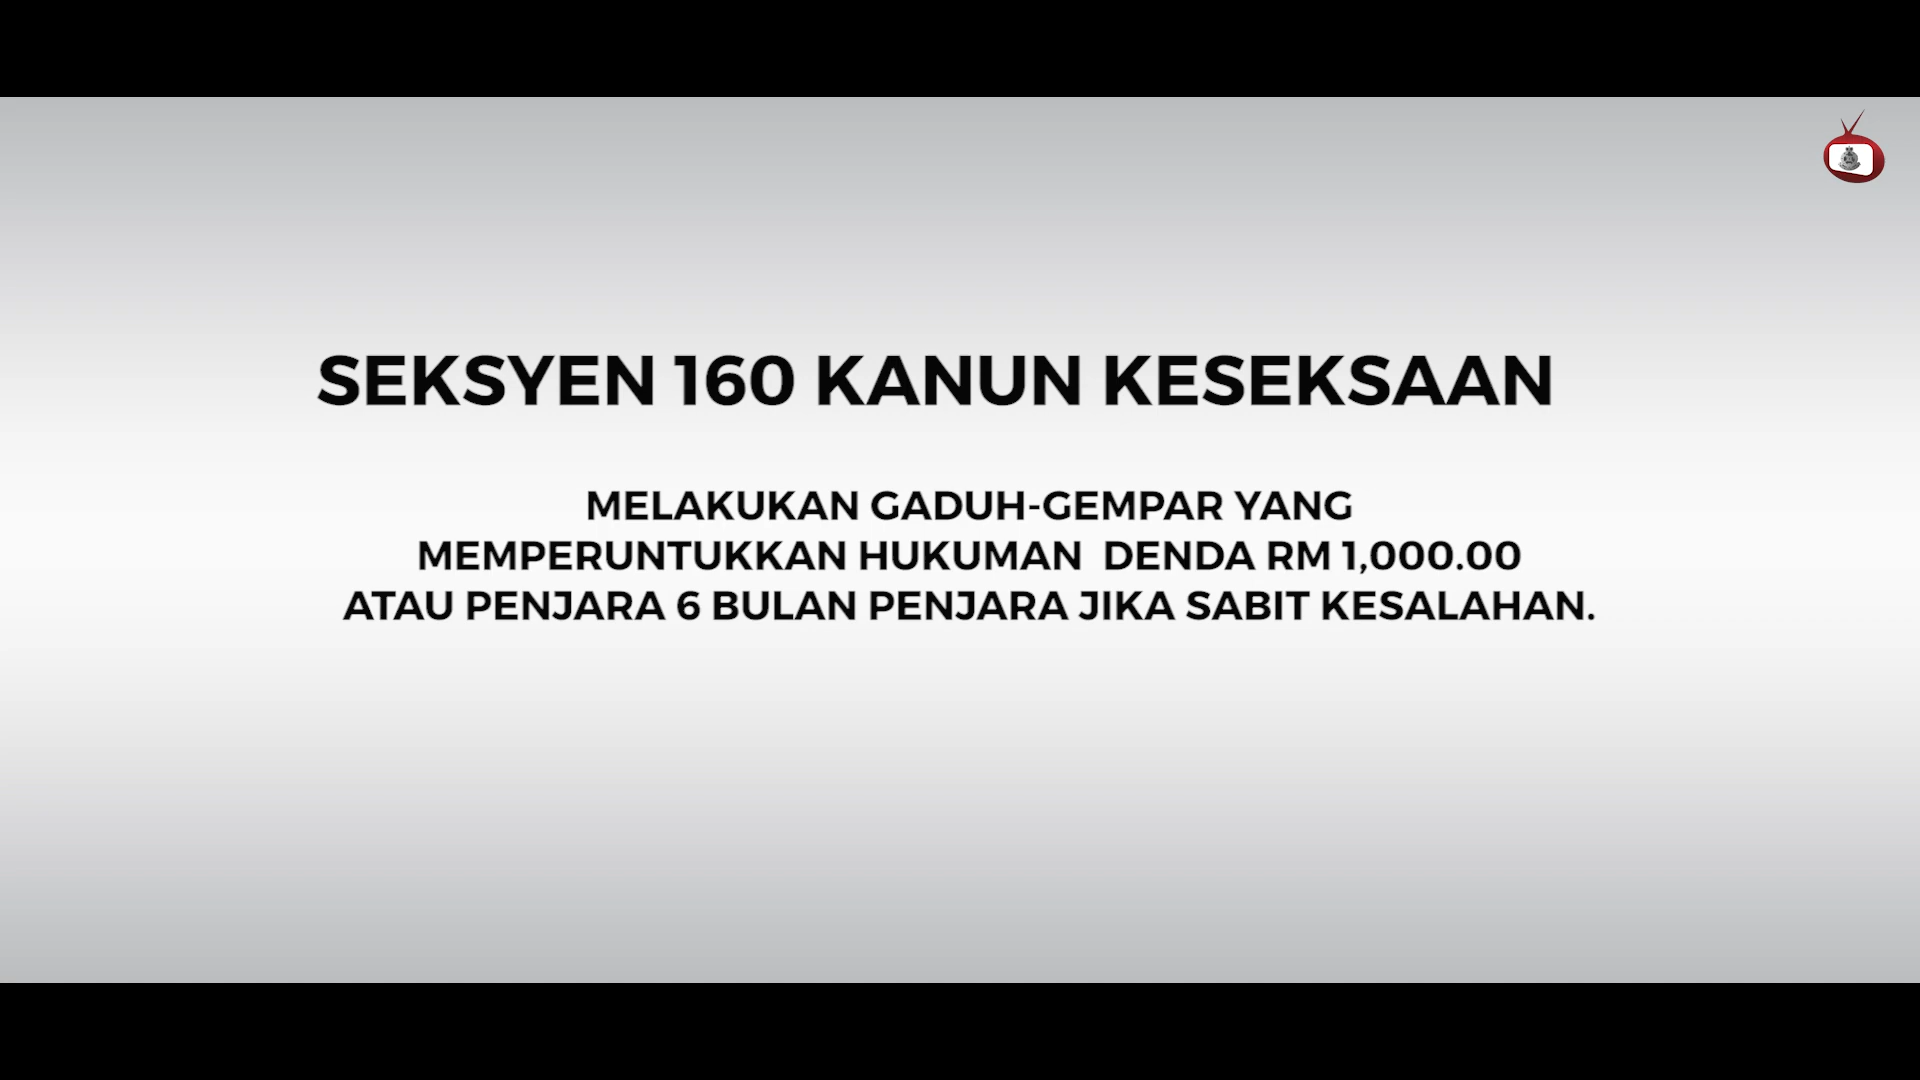 SEKSYEN 160 KANUN KESEKSAAN
MELAKUKAN GADUH-GEMPAR YANG
MEMPERUNTUKKAN HUKUMAN DENDA RM 1,000.00
ATAU PENJARA 6 BULAN PENJARA JIKA SABIT KESALAHAN.